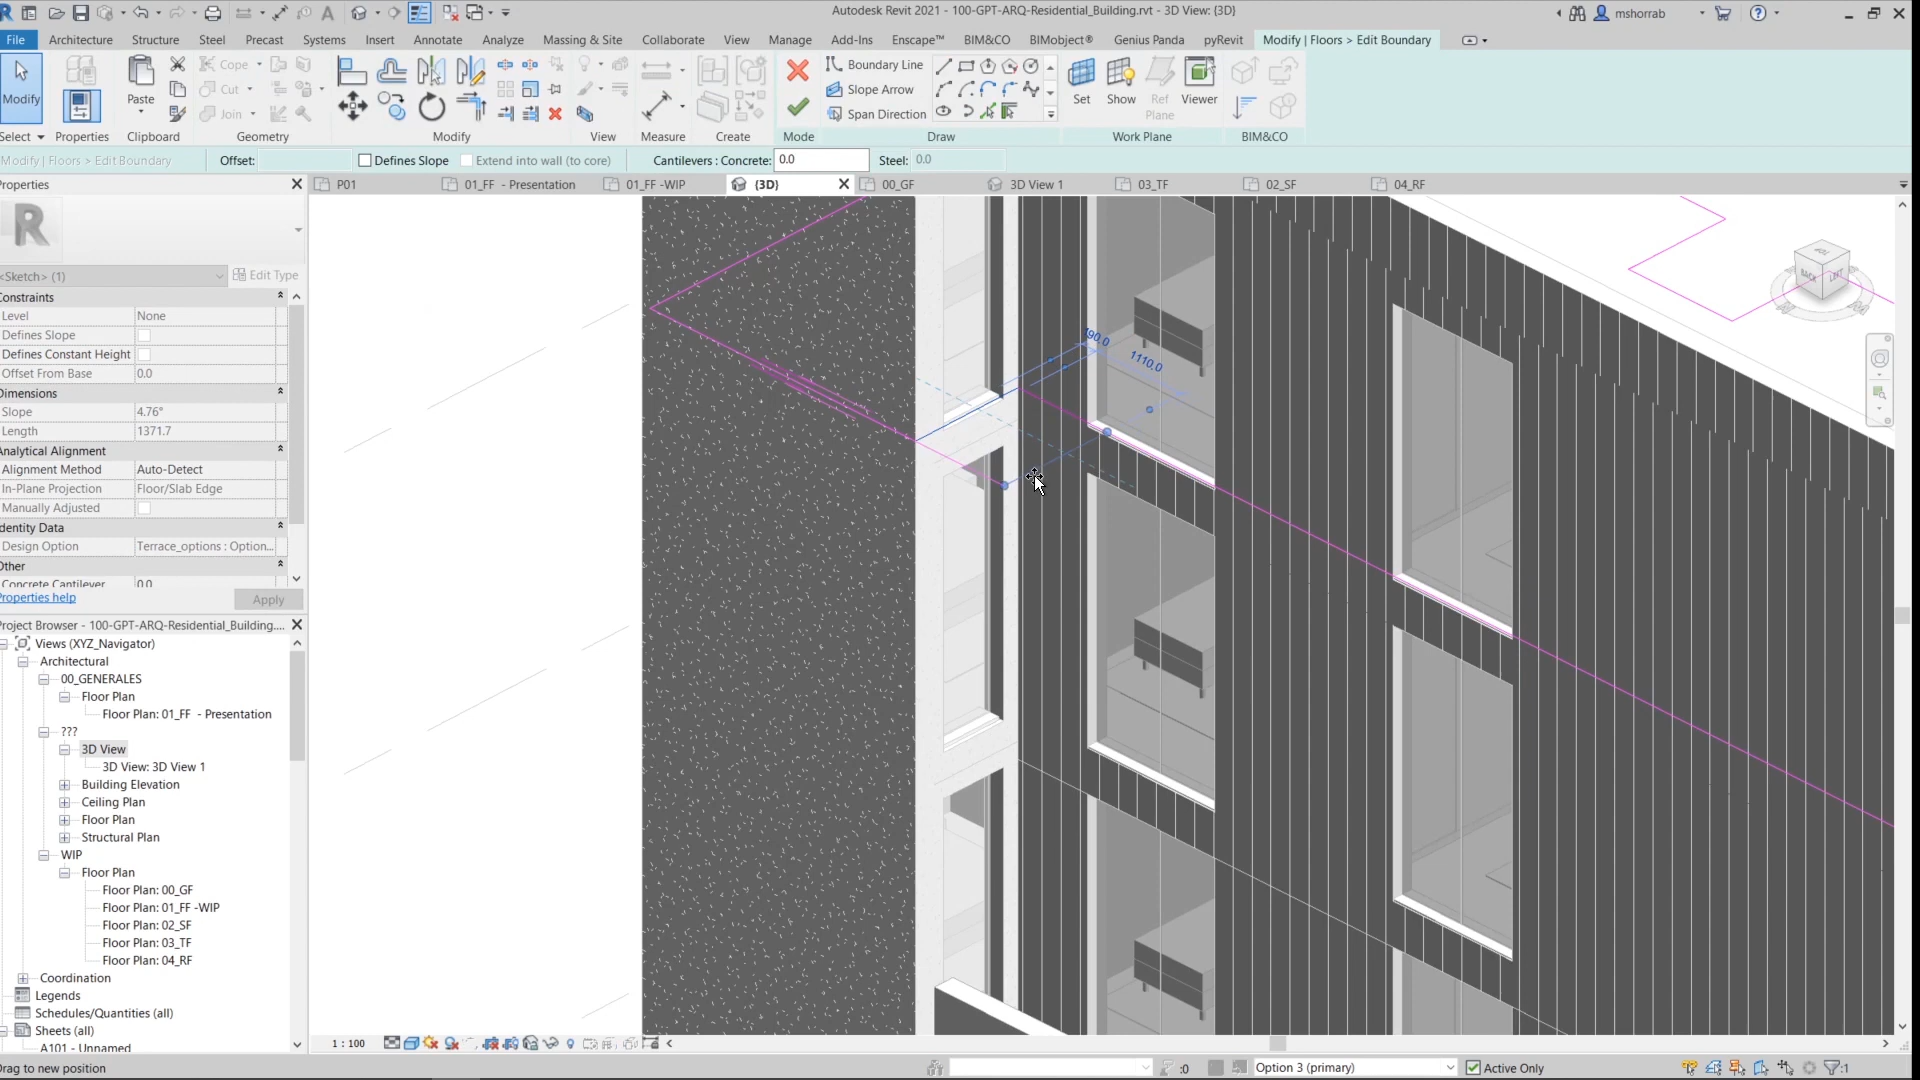 Autodesk Revit 2021 - 100-GPT-ARQ-Residential_Building.rvt - 3D View: {3D}
mshorrab
File Architecture Structure Steel Precast Systems Insert Annotate Analyze Massing & Site Collaborate View Manage Add-Ins Enscape™ BIM&CO BIMobject® Genius Panda pyRevit Modify | Floors > Edit Boundary
Modify
Paste
Cope
Cut
Join
Boundary Line
Slope Arrow
Span Direction
Set Show Ref Plane Viewer
Select Properties Clipboard Geometry Modify View Measure Create Mode Draw Work Plane BIM&CO
Modify | Floors > Edit Boundary Offset: Defines Slope Extend into wall (to core) Cantilevers : Concrete: 0.0 Steel: 0.0
Properties
P01 01_FF - Presentation 01_FF -WIP {3D} 00_GF 3D View 1 03_TF 02_SF 04_RF
<Sketch> (1) Edit Type
Constraints
Level None
Defines Slope
Defines Constant Height
Offset From Base 0.0
Dimensions
Slope 4.76°
Length 1371.7
Analytical Alignment
Alignment Method Auto-Detect
In-Plane Projection Floor/Slab Edge
Manually Adjusted
Identity Data
Design Option Terrace_options : Option...
Other
Concrete Cantilever 0.0
Properties help Apply
Project Browser - 100-GPT-ARQ-Residential_Building....
Views (XYZ_Navigator)
Architectural
00_GENERALES
Floor Plan
Floor Plan: 01_FF - Presentation
???
3D View
3D View: 3D View 1
Building Elevation
Ceiling Plan
Floor Plan
Structural Plan
WIP
Floor Plan
Floor Plan: 00_GF
Floor Plan: 01_FF -WIP
Floor Plan: 02_SF
Floor Plan: 03_TF
Floor Plan: 04_RF
Coordination
Legends
Schedules/Quantities (all)
Sheets (all)
A101 - Unnamed
190.0
1110.0
TOP
BACK LEFT
1 : 100
Drag to new position
:0
Option 3 (primary)
Active Only
:1